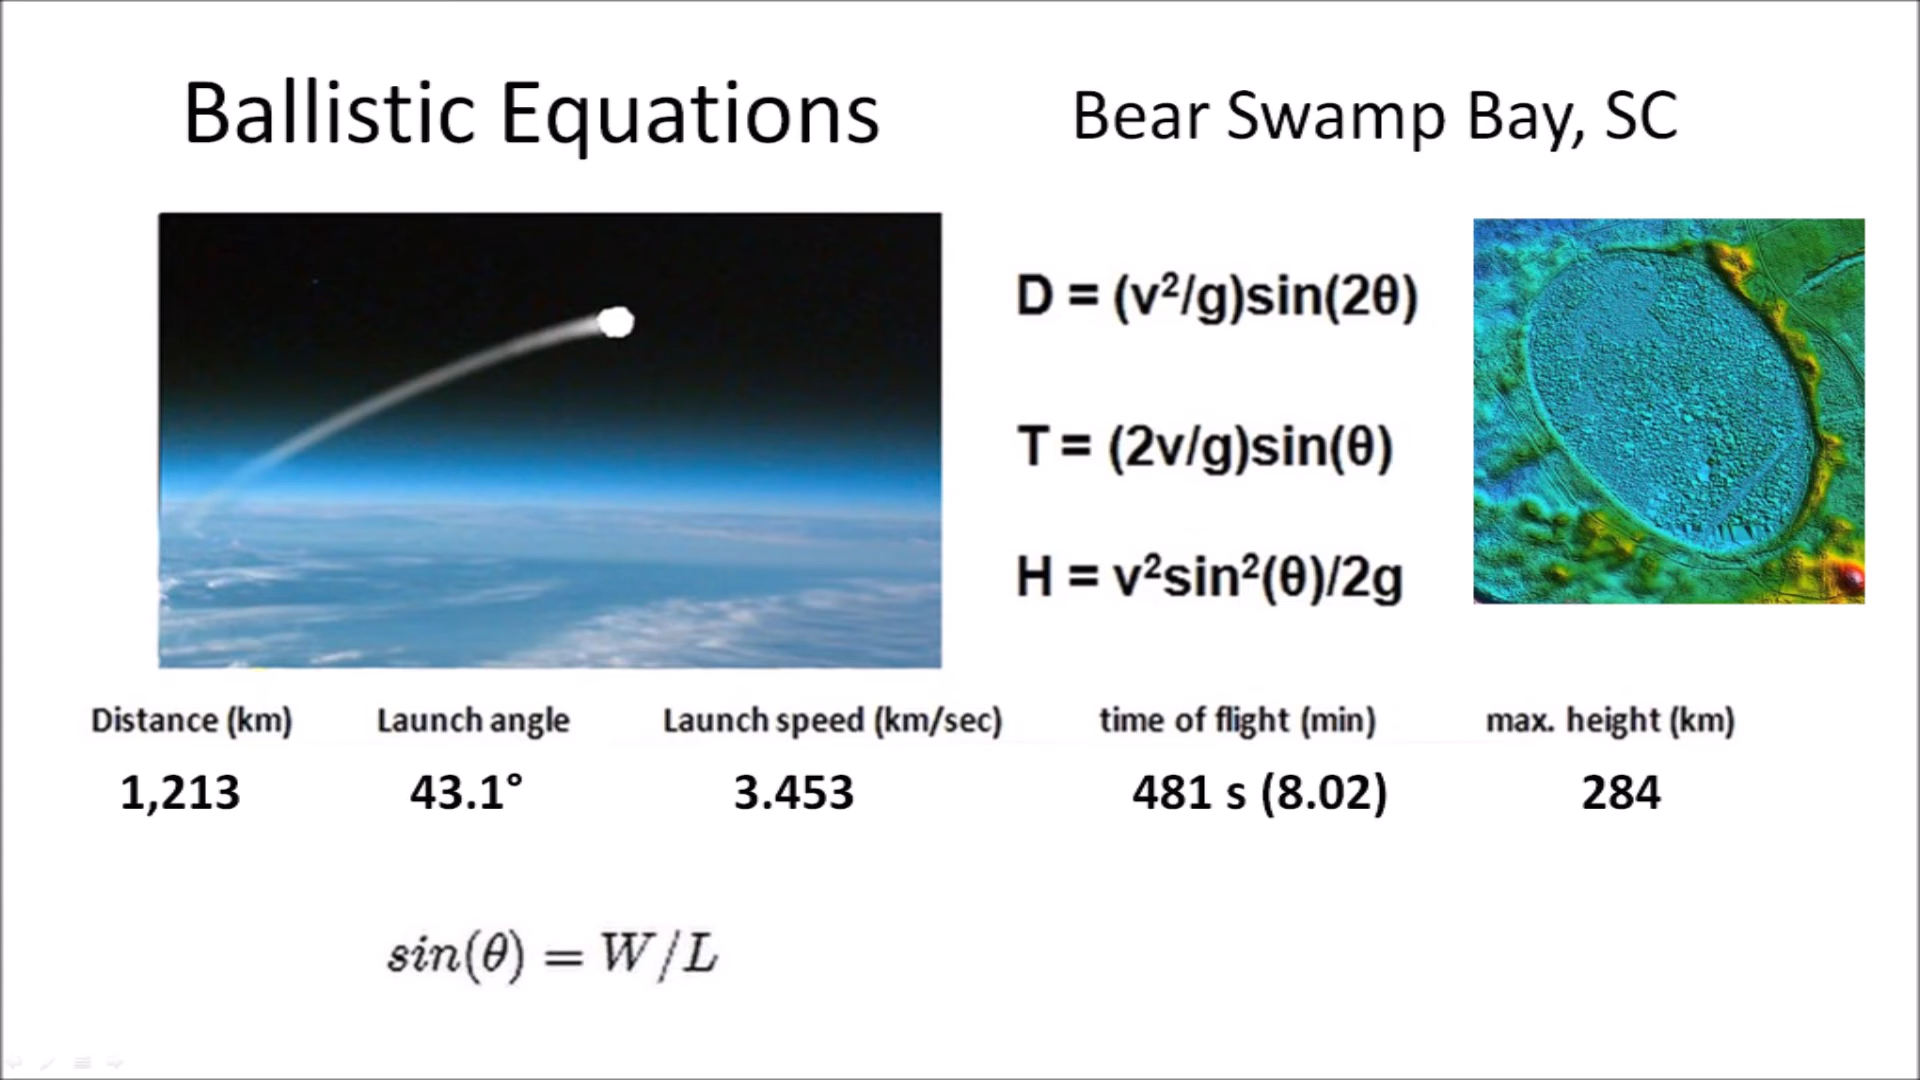 Ballistic Equations
Bear Swamp Bay, SC
D = (v²/g)sin(2θ)
T = (2v/g)sin(θ)
H = v²sin²(θ)/2g
Distance (km) Launch angle Launch speed (km/sec) time of flight (min) max. height (km)
1,213 43.1° 3.453 481 s (8.02) 284
sin(θ) = W/L